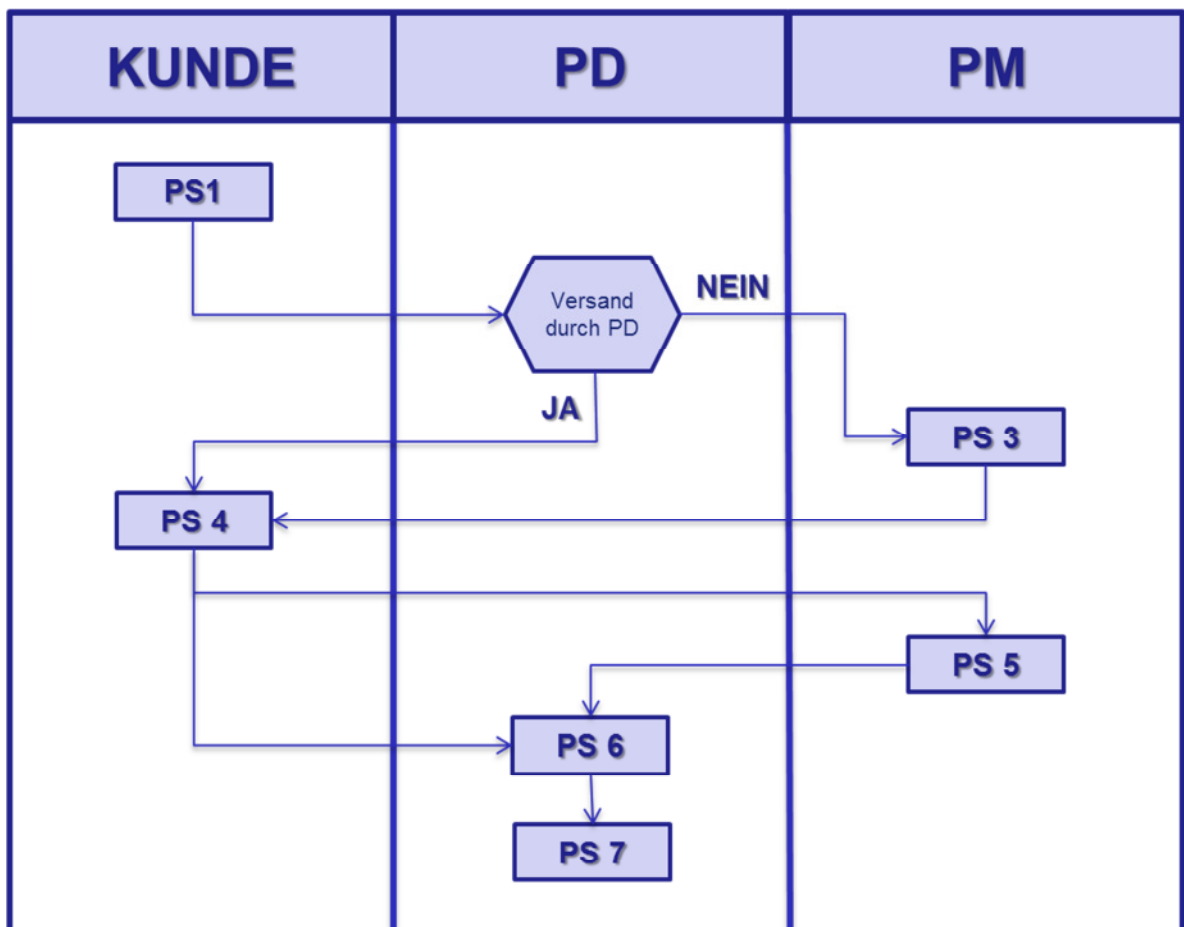 KUNDE
PD
PM
PS1
Versand
durch PD
NEIN
JA
PS 3
PS 4
PS 5
PS 6
PS 7